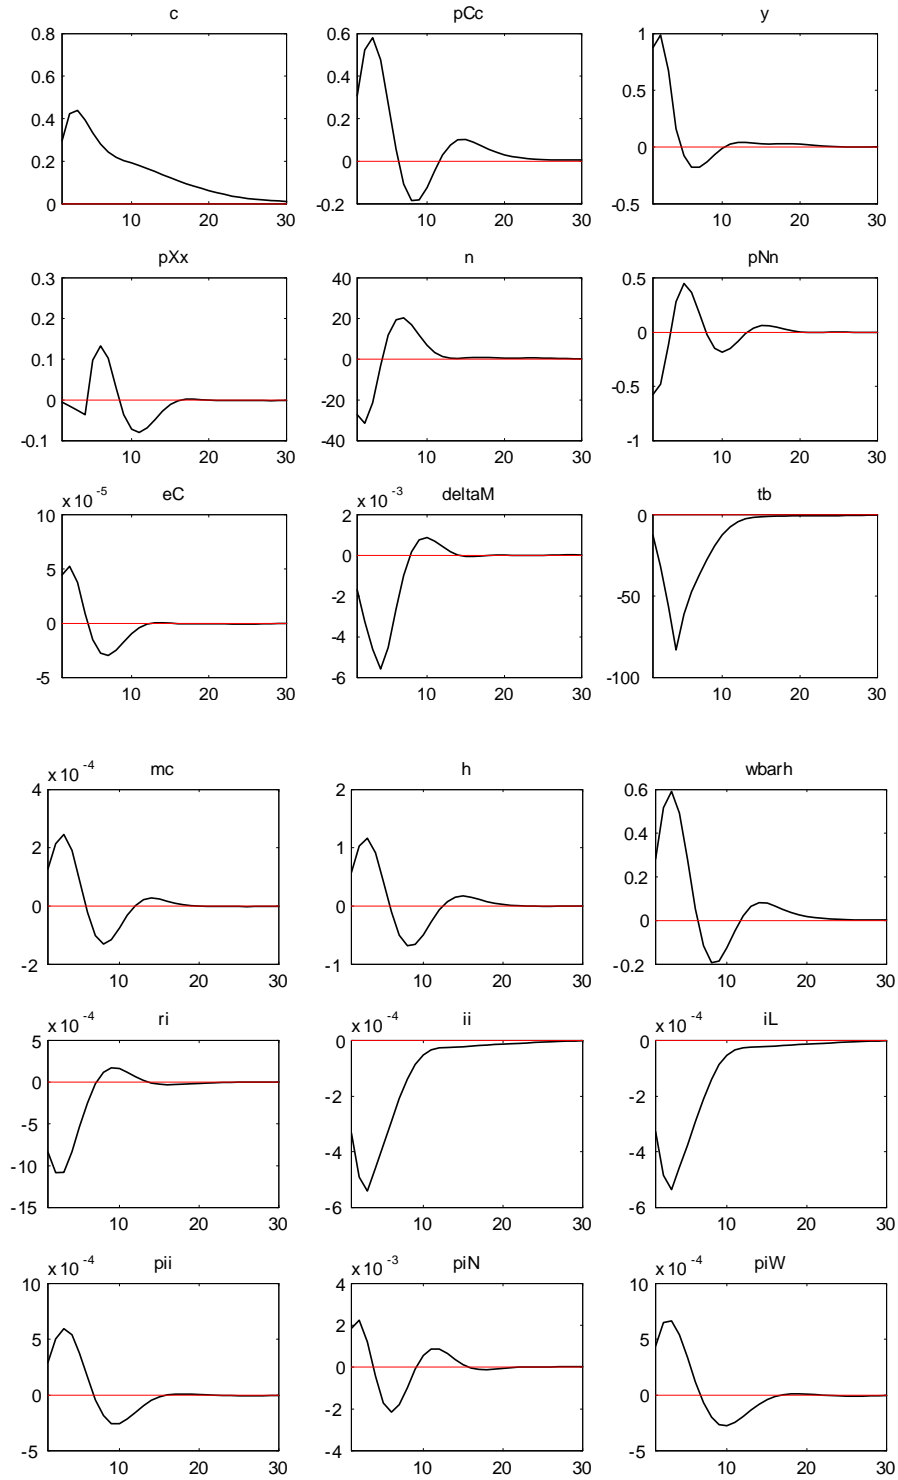 c pCc y
0.8 0.6 1
0.6 0.4 0.5
0.4 0.2 0
0.2 0
0 -0.2 -0.5
10 20 30 10 20 30 10 20 30
pXx n pNn
0.3 40 0.5
0.2 20
0.1 0 0
0 -20 -0.5
-0.1 -40 -1
10 20 30 10 20 30 10 20 30
x 10 -5 eC x 10 -3 deltaM tb
10 2 0
5 0 -50
0 -2
-4
-5 -6 -100
10 20 30 10 20 30 10 20 30
x 10 -4 mc h wbarh
4 2 0.6
2 1 0.4
0.2
0 0 0
-2 -1 -0.2
10 20 30 10 20 30 10 20 30
x 10 -4 ri x 10 -4 ii x 10 -4 iL
5 0 0
0 -2 -2
-5
-10 -4 -4
-15 -6 -6
10 20 30 10 20 30 10 20 30
x 10 -4 pii x 10 -3 piN x 10 -4 piW
10 4 10
5 2 5
0 0 0
-2
-5 -4 -5
10 20 30 10 20 30 10 20 30